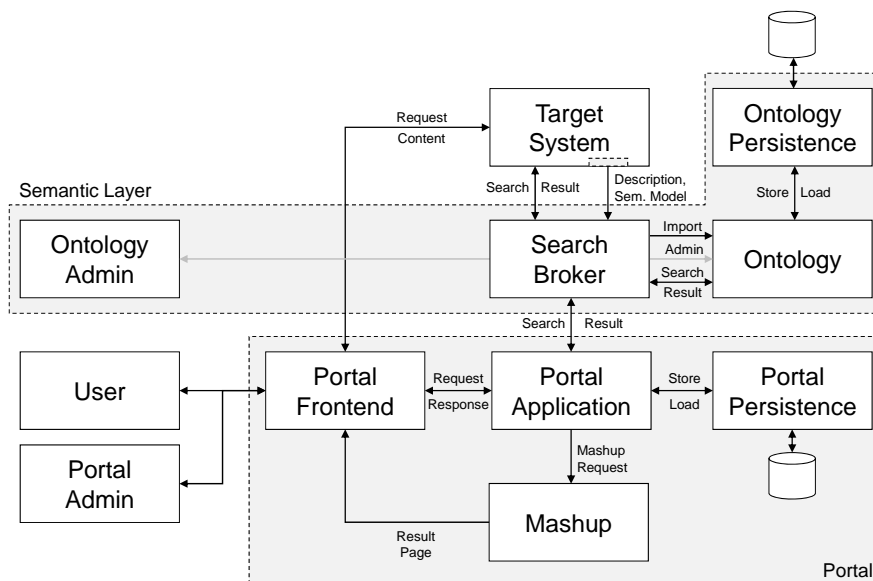 Target
System
Ontology
Persistence
Request
Content
Semantic Layer
Search Result
Description,
Sem. Model
Store Load
Ontology
Admin
Search
Broker
Import
Admin
Search
Result
Ontology
Search Result
User
Portal
Frontend
Request
Response
Portal
Application
Store
Load
Portal
Persistence
Portal
Admin
Mashup
Request
Result
Page
Mashup
Portal